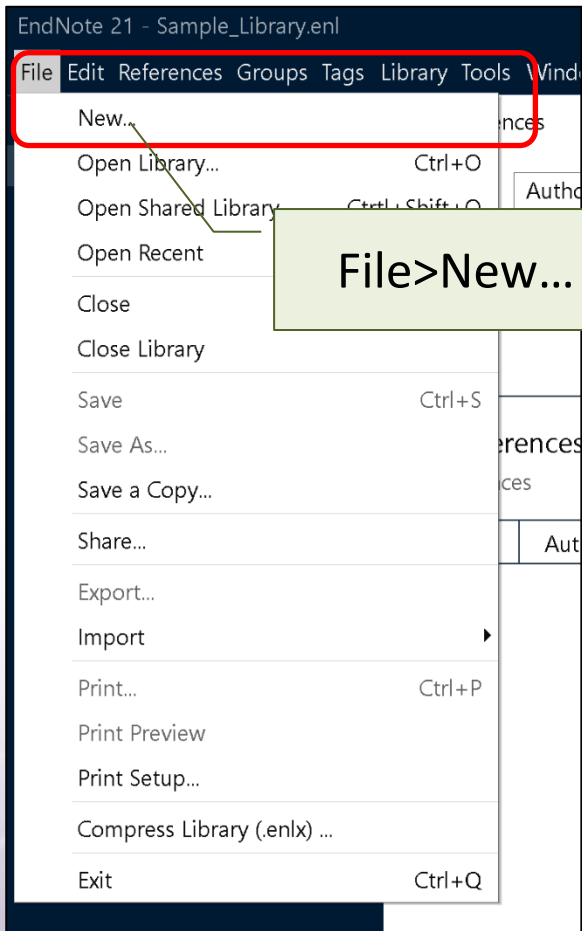 EndNote 21 - Sample_Library.enl
File Edit References Groups Tags Library Tools
New...
Open Library... Ctrl+O
Open Shared Library
Open Recent
File>New...
Close
Close Library
Save Ctrl+S
Save As...
Save a Copy...
Share...
Export...
Import
Print... Ctrl+P
Print Preview
Print Setup...
Compress Library (.enlx) ...
Exit Ctrl+Q